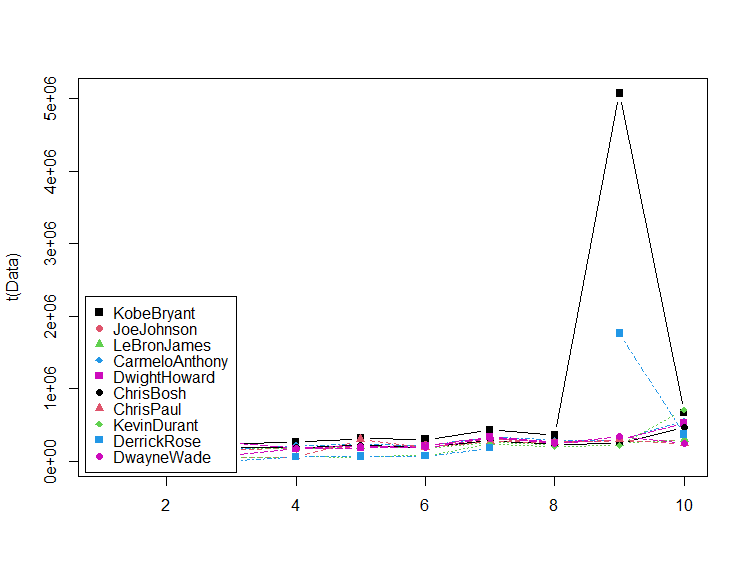 t(Data)
5e+06
4e+06
3e+06
2e+06
1e+06
0e+00
KobeBryant
JoeJohnson
LeBronJames
CarmeloAnthony
DwightHoward
ChrisBosh
ChrisPaul
KevinDurant
DerrickRose
DwayneWade
2 4 6 8 10